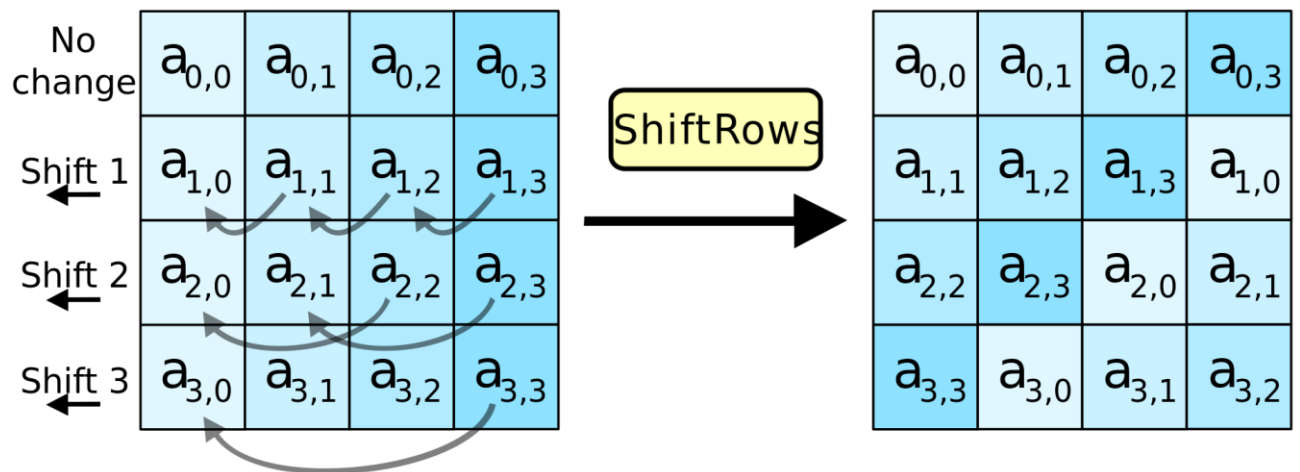 No change a0,0 a0,1 a0,2 a0,3 a0,0 a0,1 a0,2 a0,3
ShiftRows
Shift 1 a1,0 a1,1 a1,2 a1,3 a1,1 a1,2 a1,3 a1,0
Shift 2 a2,0 a2,1 a2,2 a2,3 a2,2 a2,3 a2,0 a2,1
Shift 3 a3,0 a3,1 a3,2 a3,3 a3,3 a3,0 a3,1 a3,2